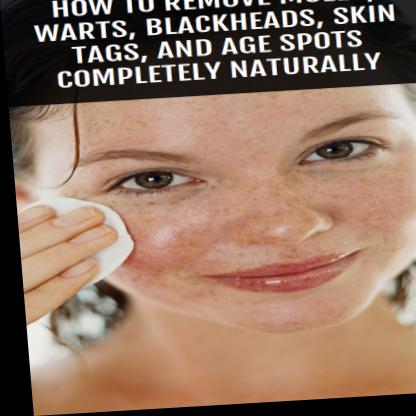 HOW TO REMOVE
WARTS, BLACKHEADS, SKIN
TAGS, AND AGE SPOTS
COMPLETELY NATURALLY